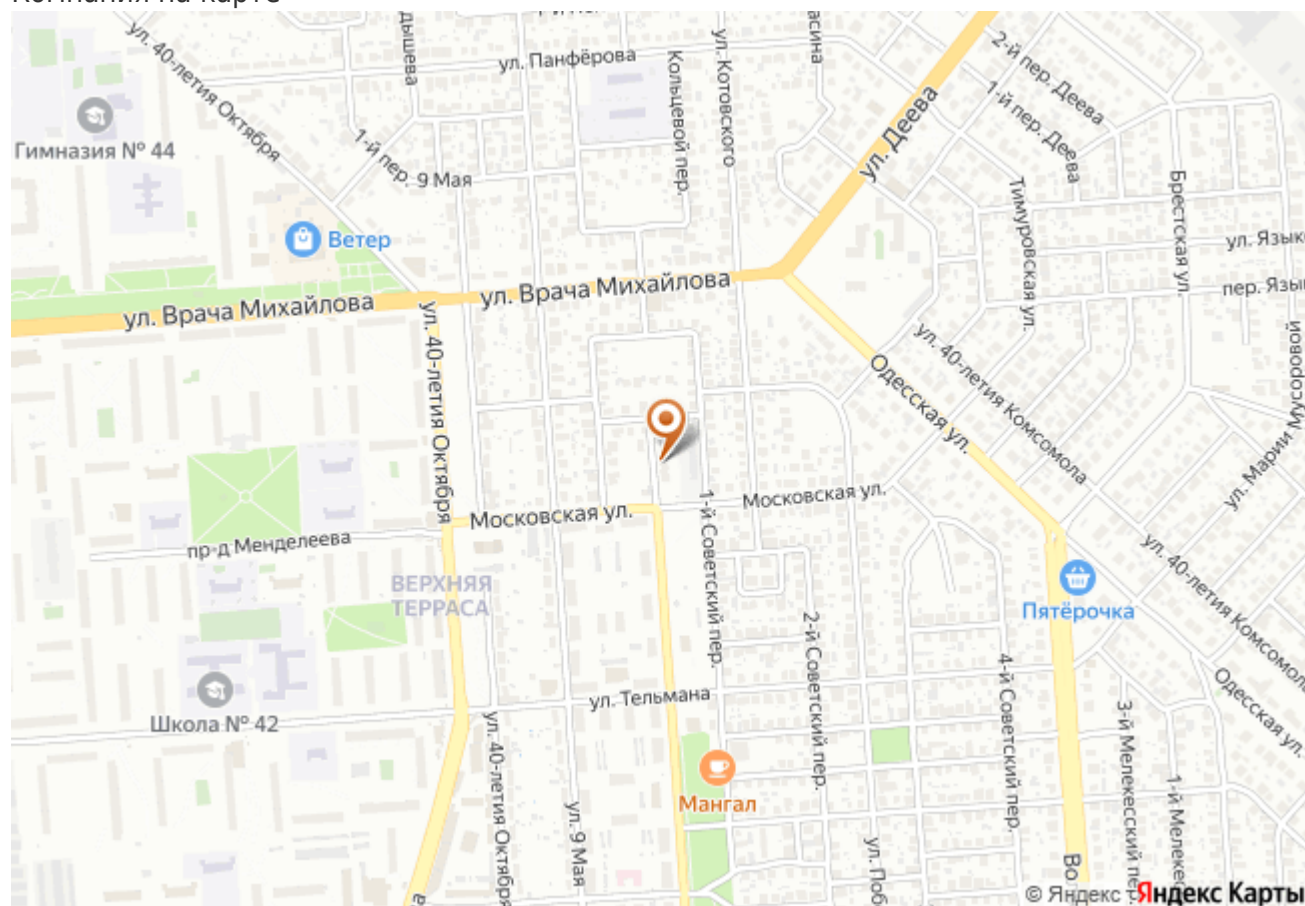 Компания на карте
ул. 40-летия Октября
ул. Панфёрова
Кольцевой пер.
ул. Котовского
ул. Деева
2-й пер. Деева
1-й пер. Деева
Гимназия № 44
1-й пер. 9 Мая
Тимуровская ул.
Брестская ул.
Ветер
ул. Врача Михайлова
ул. Врача Михайлова
ул. 40-летия Октября
Одесская ул.
ул. 40-летия Комсомола
ул. Марии Мусоровой
Московская ул.
Московская ул.
пр-д Менделеева
1-й Советский пер.
ВЕРХНЯЯ
ТЕРРАСА
Пятёрочка
ул. 40-летия Комсомола
2-й Советский пер.
4-й Советский пер.
Одесская ул.
Школа № 42
ул. Тельмана
3-й Мелекесский пер.
ул. 40-летия Октября
ул. 9 Мая
Мангал
© Яндекс
Яндекс Карты